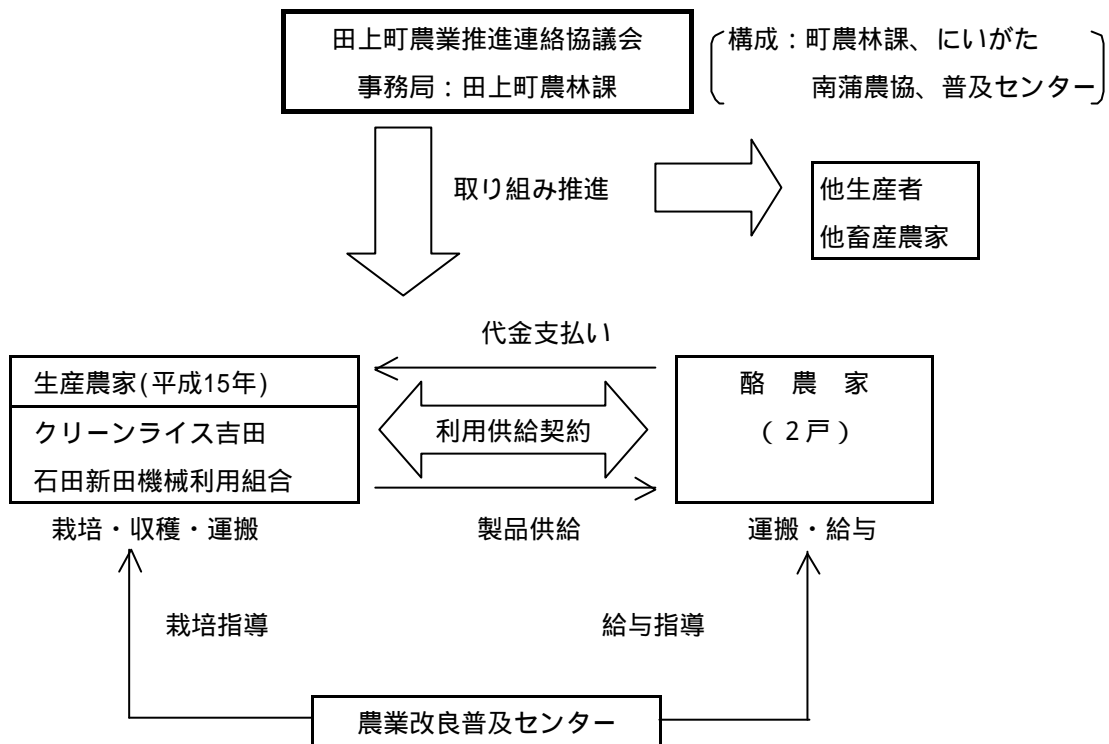 田上町農業推進連絡協議会
事務局：田上町農林課
構成：町農林課、にいがた
南蒲農協、普及センター
取り組み推進
他生産者
他畜産農家
代金支払い
生産農家(平成15年)
クリーンライス吉田
石田新田機械利用組合
利用供給契約
酪　農　家
（２戸）
栽培・収穫・運搬
製品供給
運搬・給与
栽培指導
給与指導
農業改良普及センター